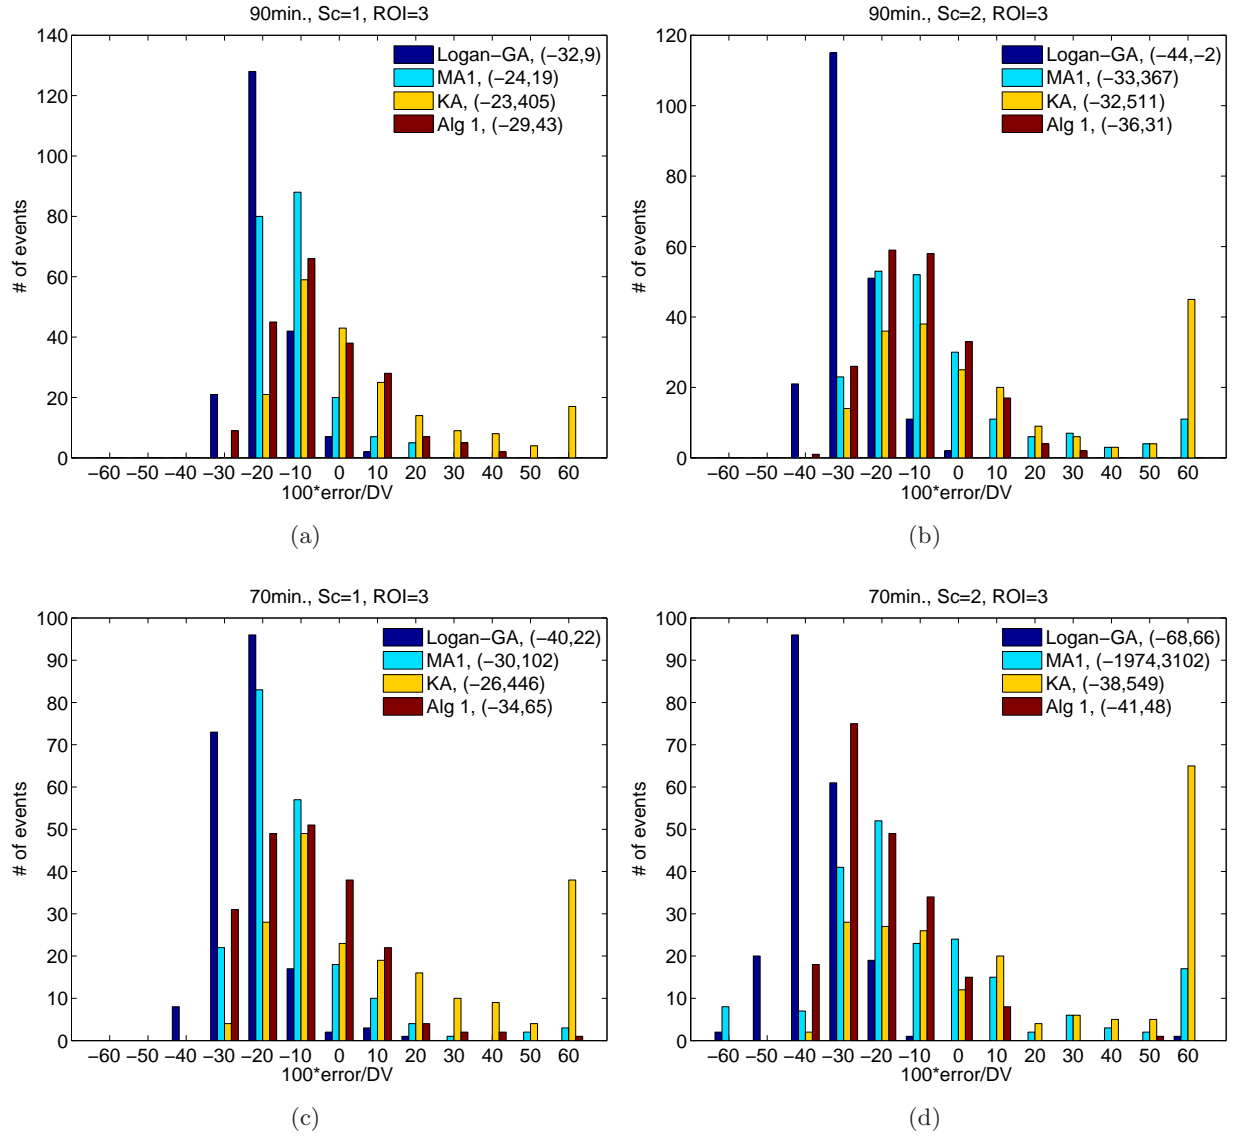 90min., Sc=1, ROI=3
140
120
100
80
60
40
20
0
# of events
Logan−GA, (−32,9)
MA1, (−24,19)
KA, (−23,405)
Alg 1, (−29,43)
−60 −50 −40 −30 −20 −10 0 10 20 30 40 50 60
100*error/DV
(a)
90min., Sc=2, ROI=3
120
100
80
60
40
20
0
# of events
Logan−GA, (−44,−2)
MA1, (−33,367)
KA, (−32,511)
Alg 1, (−36,31)
−60 −50 −40 −30 −20 −10 0 10 20 30 40 50 60
100*error/DV
(b)
70min., Sc=1, ROI=3
100
90
80
70
60
50
40
30
20
10
0
# of events
Logan−GA, (−40,22)
MA1, (−30,102)
KA, (−26,446)
Alg 1, (−34,65)
−60 −50 −40 −30 −20 −10 0 10 20 30 40 50 60
100*error/DV
(c)
70min., Sc=2, ROI=3
100
90
80
70
60
50
40
30
20
10
0
# of events
Logan−GA, (−68,66)
MA1, (−1974,3102)
KA, (−38,549)
Alg 1, (−41,48)
−60 −50 −40 −30 −20 −10 0 10 20 30 40 50 60
100*error/DV
(d)